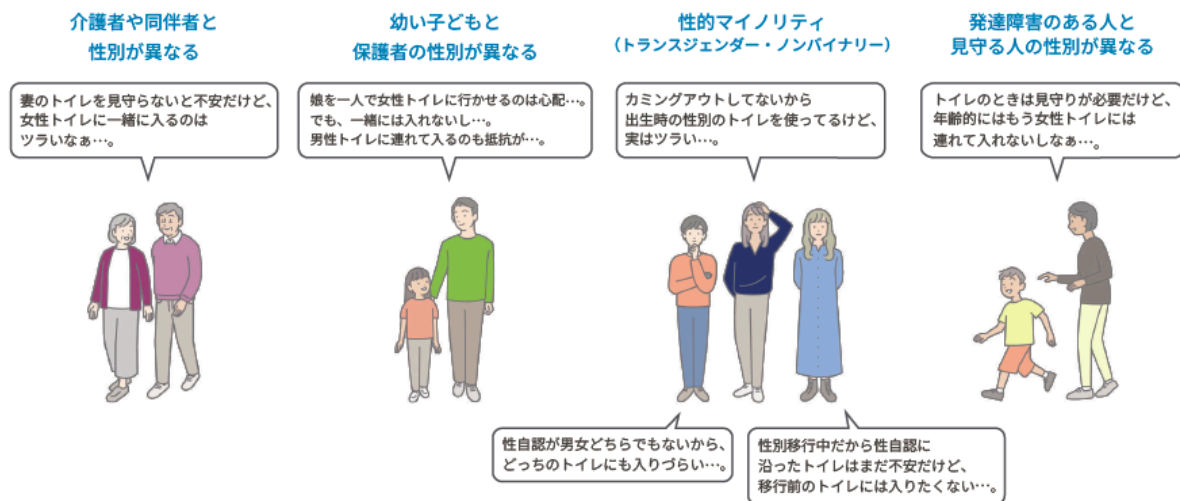 介護者や同伴者と
性別が異なる
妻のトイレを見守らないと不安だけど、
女性トイレに一緒に入るのは
ツラいなぁ…。
幼い子どもと
保護者の性別が異なる
娘を一人で女性トイレに行かせるのは心配…。
でも、一緒には入れないし…。
男性トイレに連れて入るのも抵抗が…。
性的マイノリティ
（トランスジェンダー・ノンバイナリー）
カミングアウトしてないから
出生時の性別のトイレを使ってるけど、
実はツラい…。
性自認が男女どちらでもないから、
どっちのトイレにも入りづらい…。
性別移行中だから性自認に
沿ったトイレはまだ不安だけど、
移行前のトイレには入りたくない…。
発達障害のある人と
見守る人の性別が異なる
トイレのときは見守りが必要だけど、
年齢的にはもう女性トイレには
連れて入れないしなぁ…。